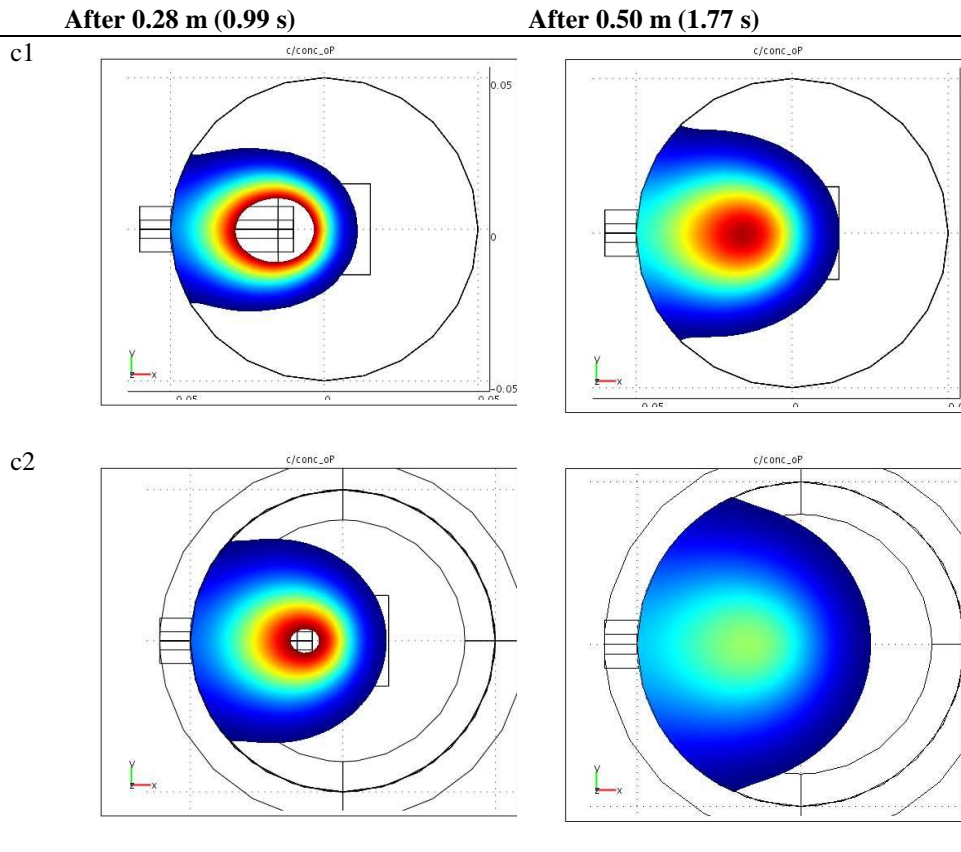 After 0.28 m (0.99 s) After 0.50 m (1.77 s)
c1
c/conc_oP
0.05
0
-0.05
0.05 0 0.05
y
z x
c/conc_oP
0.05 0
y
z x
c2
c/conc_oP
y
z x
c/conc_oP
y
z x